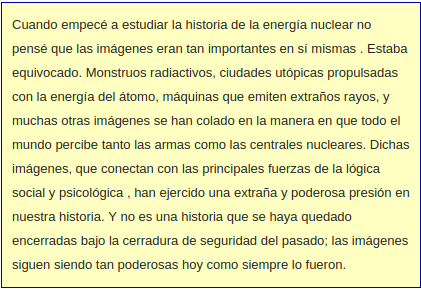 Cuando empecé a estudiar la historia de la energía nuclear no
pensé que las imágenes eran tan importantes en sí mismas . Estaba
equivocado. Monstruos radiactivos, ciudades utópicas propulsadas
con la energía del átomo, máquinas que emiten extraños rayos, y
muchas otras imágenes se han colado en la manera en que todo el
mundo percibe tanto las armas como las centrales nucleares. Dichas
imágenes, que conectan con las principales fuerzas de la lógica
social y psicológica , han ejercido una extraña y poderosa presión en
nuestra historia. Y no es una historia que se haya quedado
encerradas bajo la cerradura de seguridad del pasado; las imágenes
siguen siendo tan poderosas hoy como siempre lo fueron.